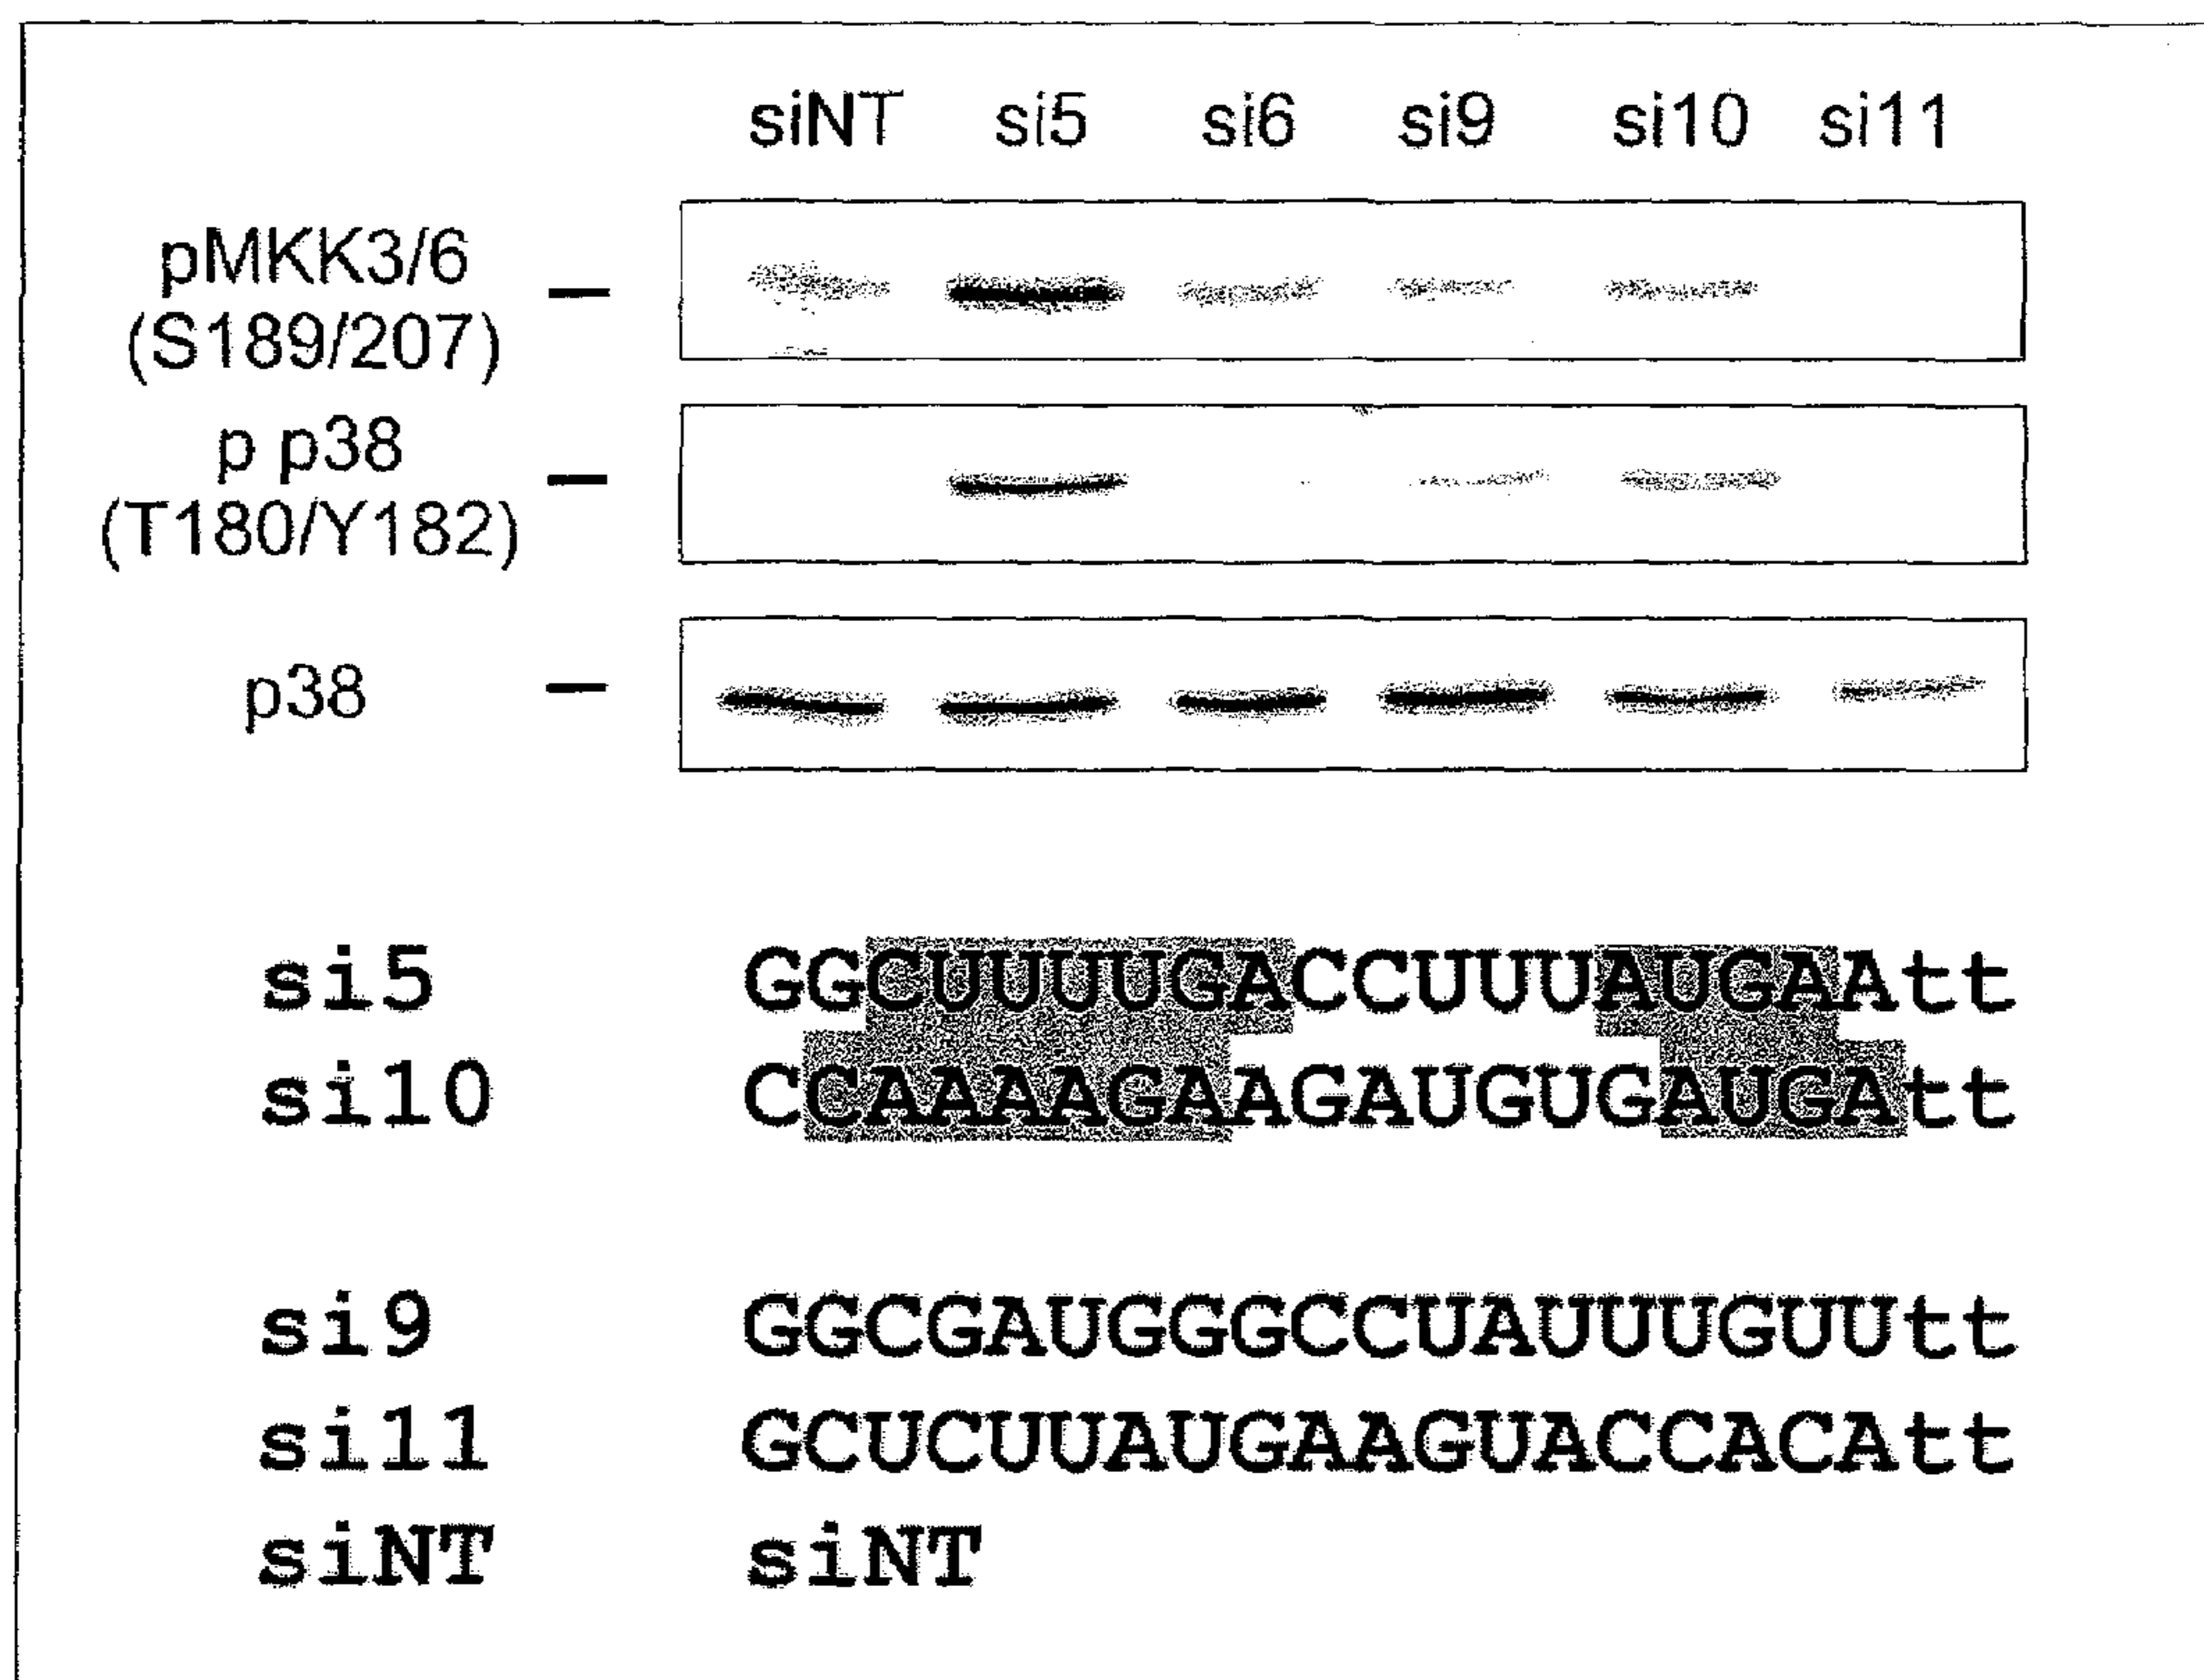 siNT si5 si6 si9 si10 si11
pMKK3/6
(S189/207)
p p38
(T180/Y182)
p38
si5 GGCUUUUGACCUUUAUGAAtt
si10 CCAAAAGAAGAUGUGAUGAtt
si9 GGCGAUGGGCCUAUUUGUUtt
si11 GCUCUUAUGAAGUACCACAtt
siNT siNT